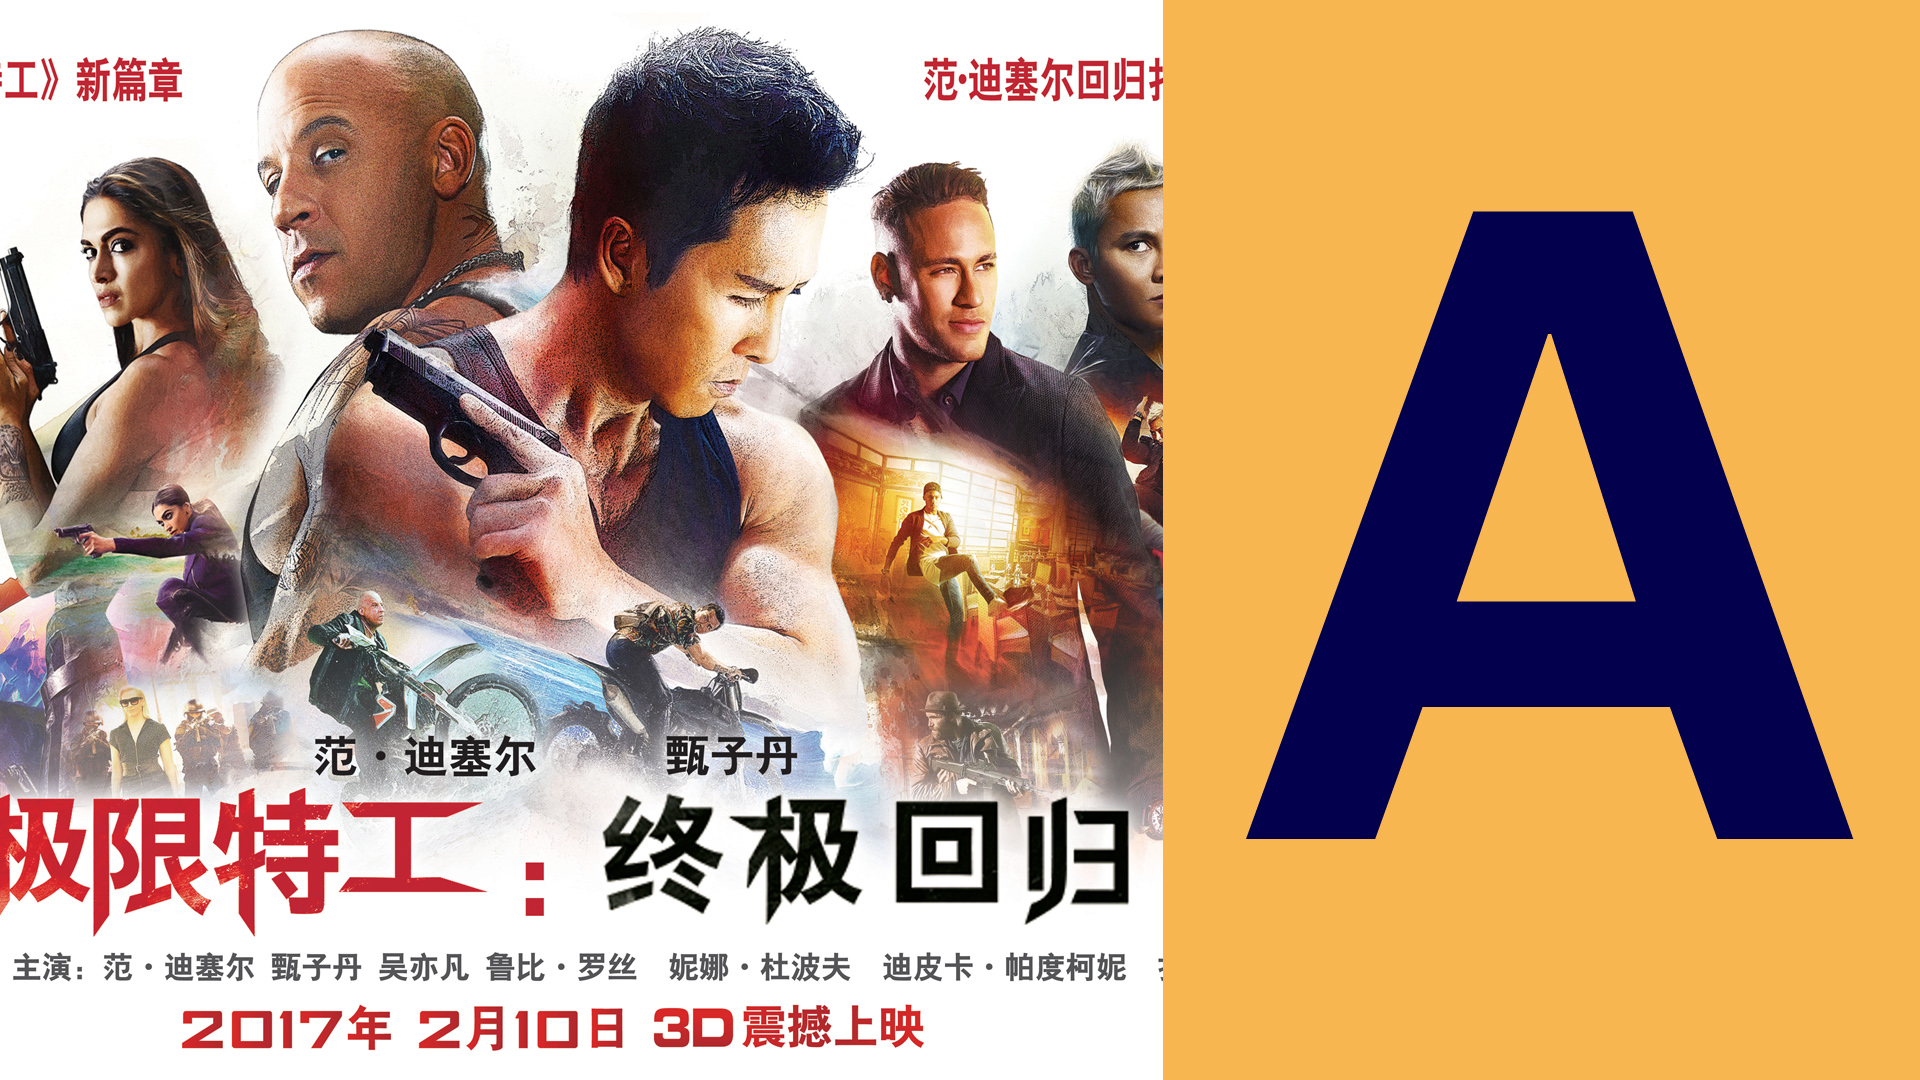 特工》新篇章
范·迪塞尔回归
范·迪塞尔 甄子丹
极限特工：终极回归
主演：范·迪塞尔 甄子丹 吴亦凡 鲁比·罗丝 妮娜·杜波夫 迪皮卡·帕度柯妮
2017年 2月10日 3D震撼上映
A